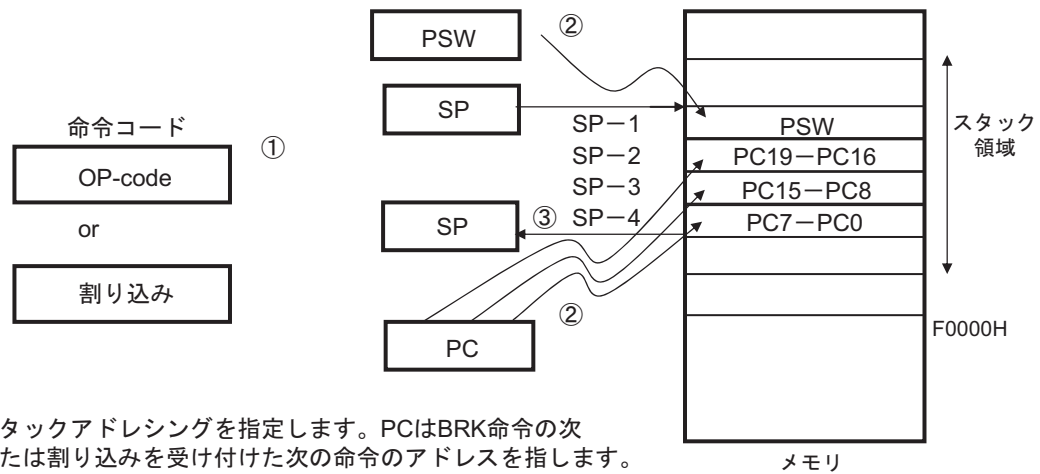 PSW
②
SP
命令コード
①
SP－1
PSW
スタック
領域
OP-code
SP－2
PC19－PC16
SP－3
PC15－PC8
or
SP
③
SP－4
PC7－PC0
割り込み
②
F0000H
PC
タックアドレシングを指定します。PCはBRK命令の次
たは割り込みを受け付けた次の命令のアドレスを指します。
メモリ